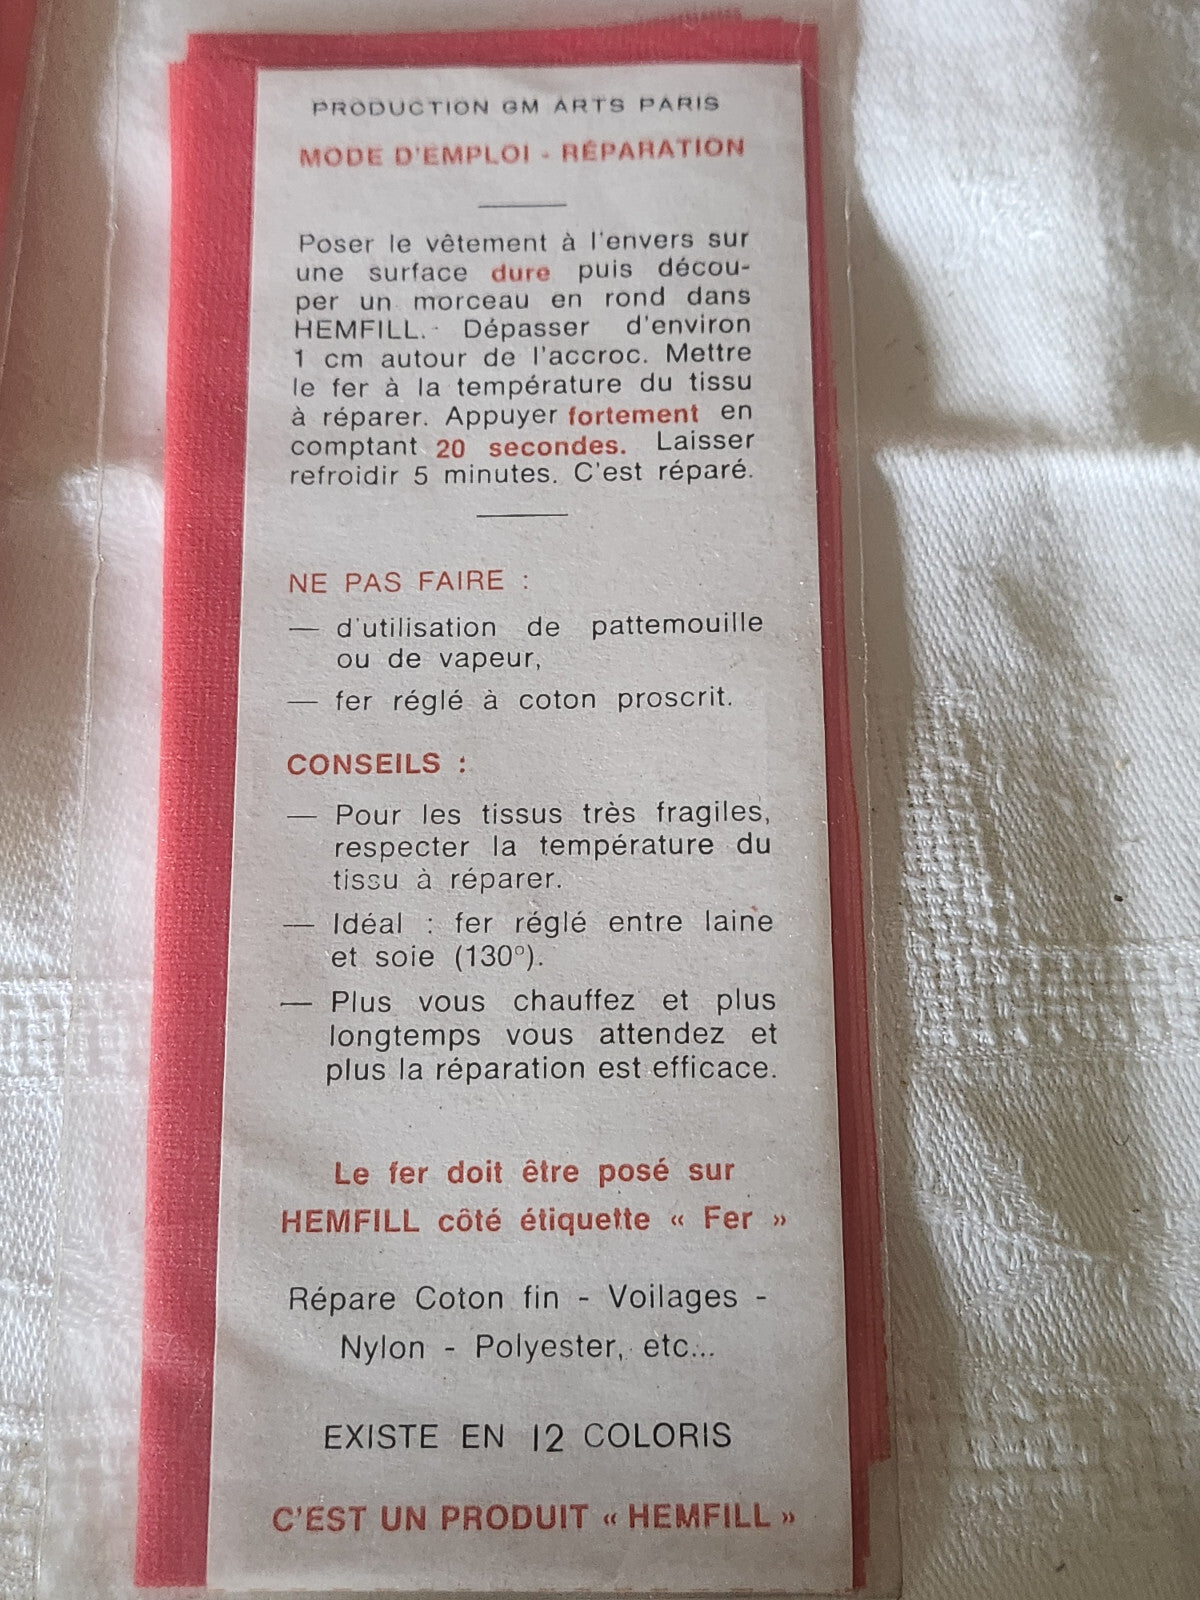 PRODUCTION GM ARTS PARIS
MODE D'EMPLOI - RÉPARATION
Poser le vêtement à l'envers sur
une surface dure puis décou-
per un morceau en rond dans
HEMFILL.- Dépasser d'environ
1 cm autour de l'accroc. Mettre
le fer à la température du tissu
à réparer. Appuyer fortement en
comptant 20 secondes. Laisser
refroidir 5 minutes. C'est réparé.
NE PAS FAIRE :
— d'utilisation de pattemouille
ou de vapeur,
— fer réglé à coton proscrit.
CONSEILS :
— Pour les tissus très fragiles,
respecter la température du
tissu à réparer.
— Idéal : fer réglé entre laine
et soie (130°).
— Plus vous chauffez et plus
longtemps vous attendez et
plus la réparation est efficace.
Le fer doit être posé sur
HEMFILL côté étiquette « Fer »
Répare Coton fin - Voilages -
Nylon - Polyester, etc...
EXISTE EN 12 COLORIS
C'EST UN PRODUIT « HEMFILL »